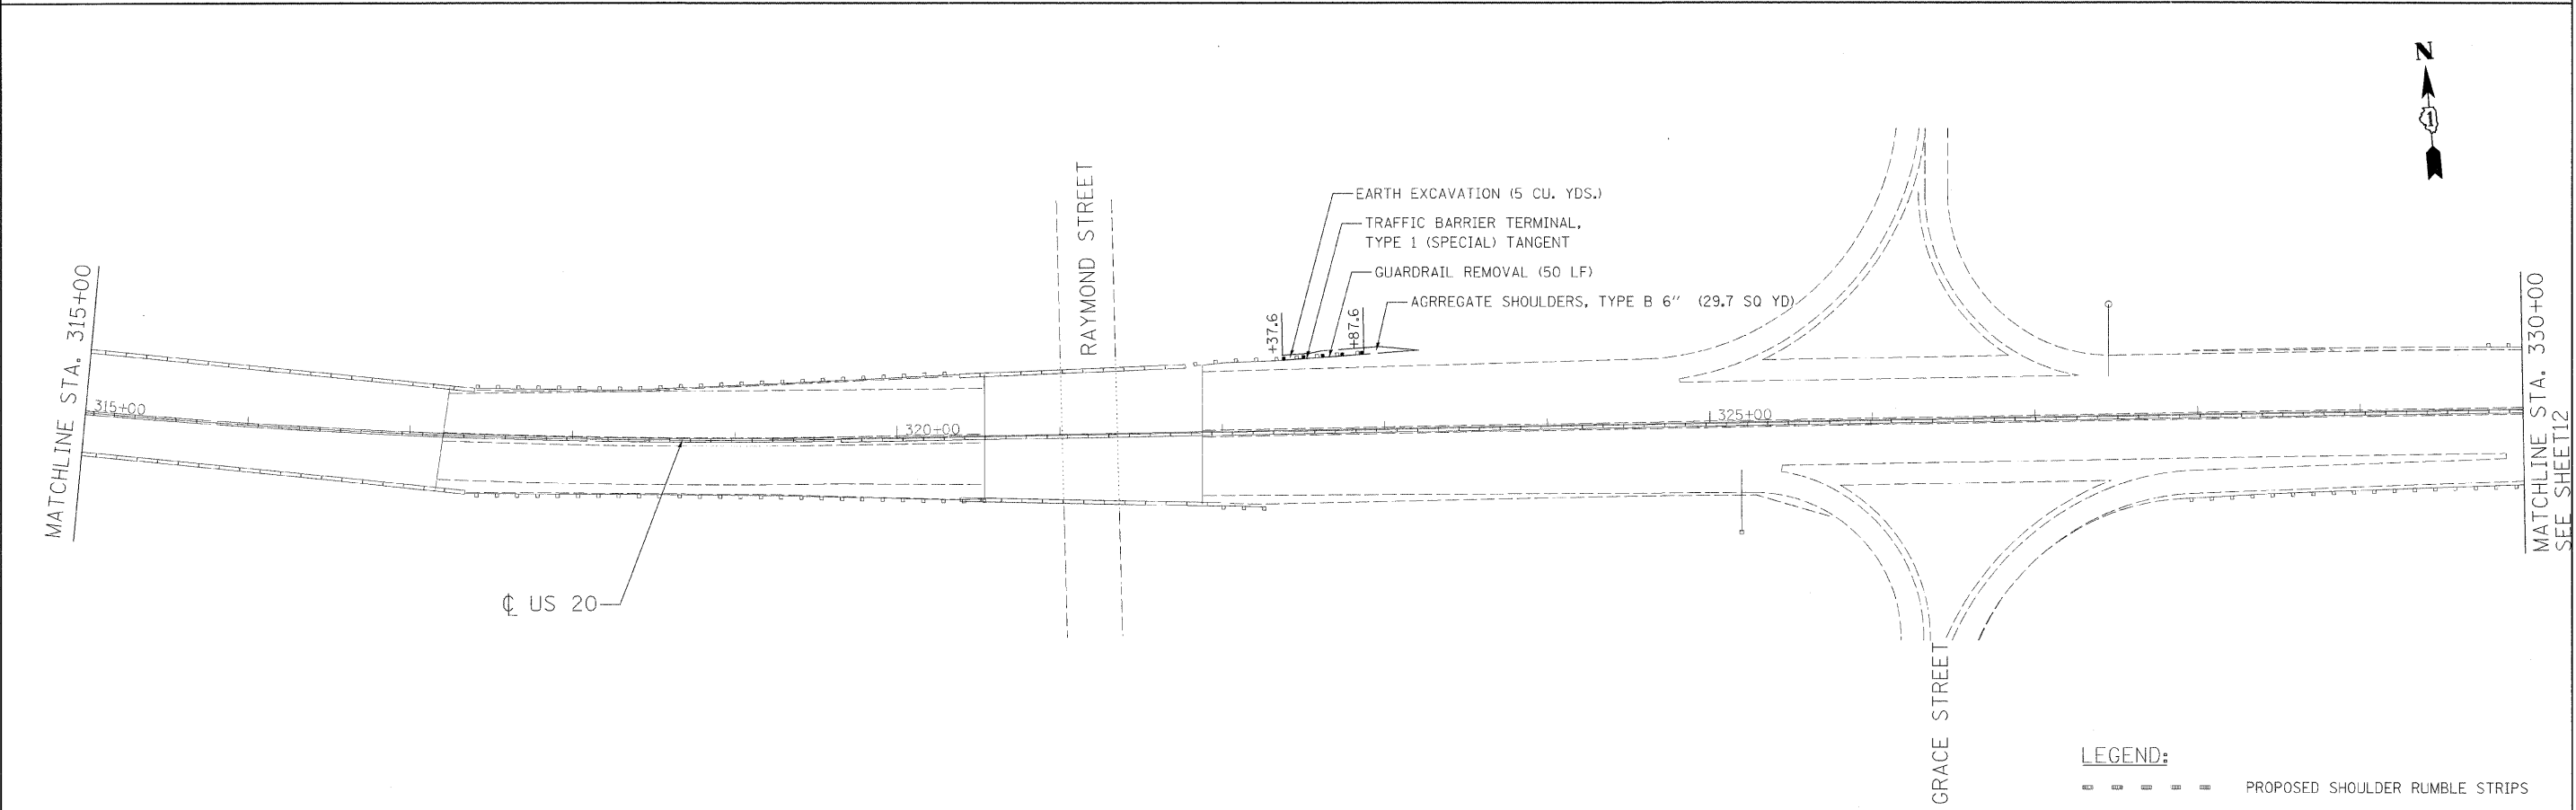 N
1
EARTH EXCAVATION (5 CU. YDS.)
TRAFFIC BARRIER TERMINAL,
TYPE 1 (SPECIAL) TANGENT
GUARDRAIL REMOVAL (50 LF)
AGRREGATE SHOULDERS, TYPE B 6″ (29.7 SQ YD)
RAYMOND STREET
+37.6
+87.6
MATCHLINE STA. 315+00
315+00
320+00
325+00
MATCHLINE STA. 330+00
SEE SHEET12
℄ US 20
GRACE STREET
LEGEND:
PROPOSED SHOULDER RUMBLE STRIPS